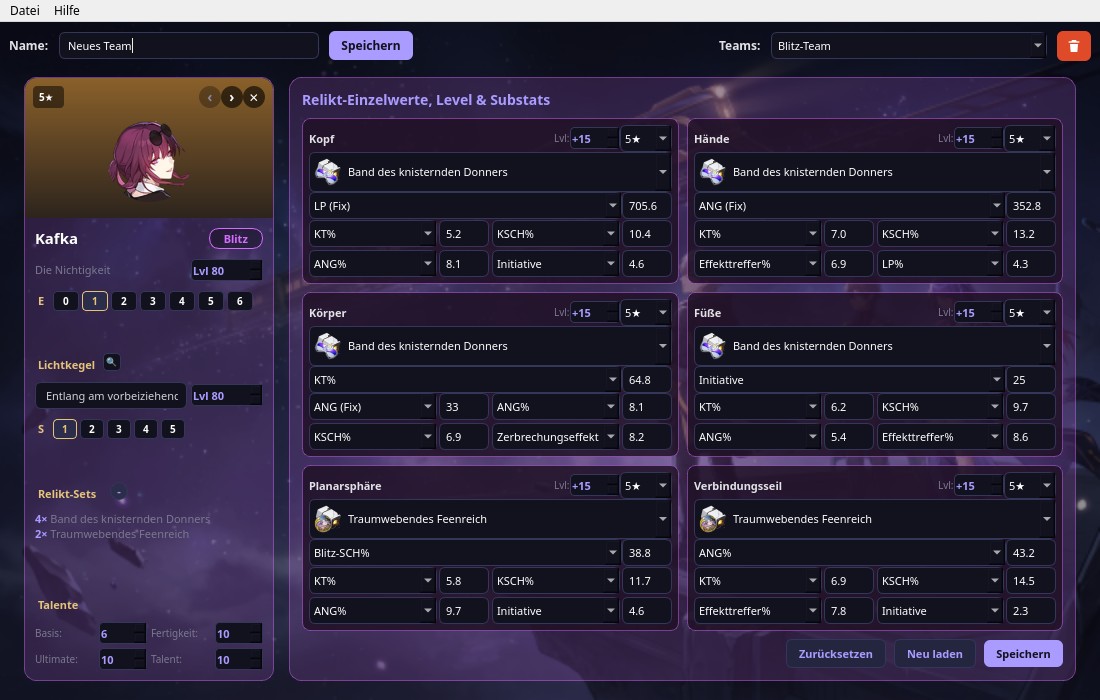 Datei Hilfe
Name: Neues Team Speichern Teams: Blitz-Team
5★ ‹ › ✕
Kafka Blitz
Die Nichtigkeit Lvl 80
E 0 1 2 3 4 5 6
Lichtkegel
Entlang am vorbeiziehenc Lvl 80
S 1 2 3 4 5
Relikt-Sets -
4× Band des knisternden Donners
2× Traumwebendes Feenreich
Talente
Basis: 6 Fertigkeit: 10
Ultimate: 10 Talent: 10
Relikt-Einzelwerte, Level & Substats
Kopf Lvl: +15 5★
Band des knisternden Donners
LP (Fix) 705.6
KT% 5.2 KSCH% 10.4
ANG% 8.1 Initiative 4.6
Hände Lvl: +15 5★
Band des knisternden Donners
ANG (Fix) 352.8
KT% 7.0 KSCH% 13.2
Effekttreffer% 6.9 LP% 4.3
Körper Lvl: +15 5★
Band des knisternden Donners
KT% 64.8
ANG (Fix) 33 ANG% 8.1
KSCH% 6.9 Zerbrechungseffekt 8.2
Füße Lvl: +15 5★
Band des knisternden Donners
Initiative 25
KT% 6.2 KSCH% 9.7
ANG% 5.4 Effekttreffer% 8.6
Planarsphäre Lvl: +15 5★
Traumwebendes Feenreich
Blitz-SCH% 38.8
KT% 5.8 KSCH% 11.7
ANG% 9.7 Initiative 4.6
Verbindungsseil Lvl: +15 5★
Traumwebendes Feenreich
ANG% 43.2
KT% 6.9 KSCH% 14.5
Effekttreffer% 7.8 Initiative 2.3
Zurücksetzen Neu laden Speichern